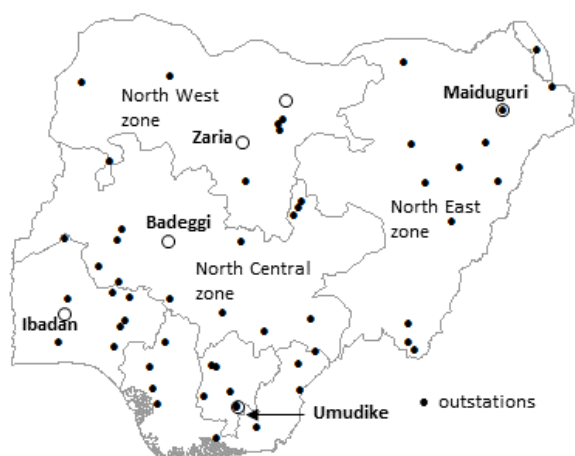 Maiduguri
North West
zone
Zaria
North East
zone
Badeggi
North Central
zone
Ibadan
outstations
Umudike